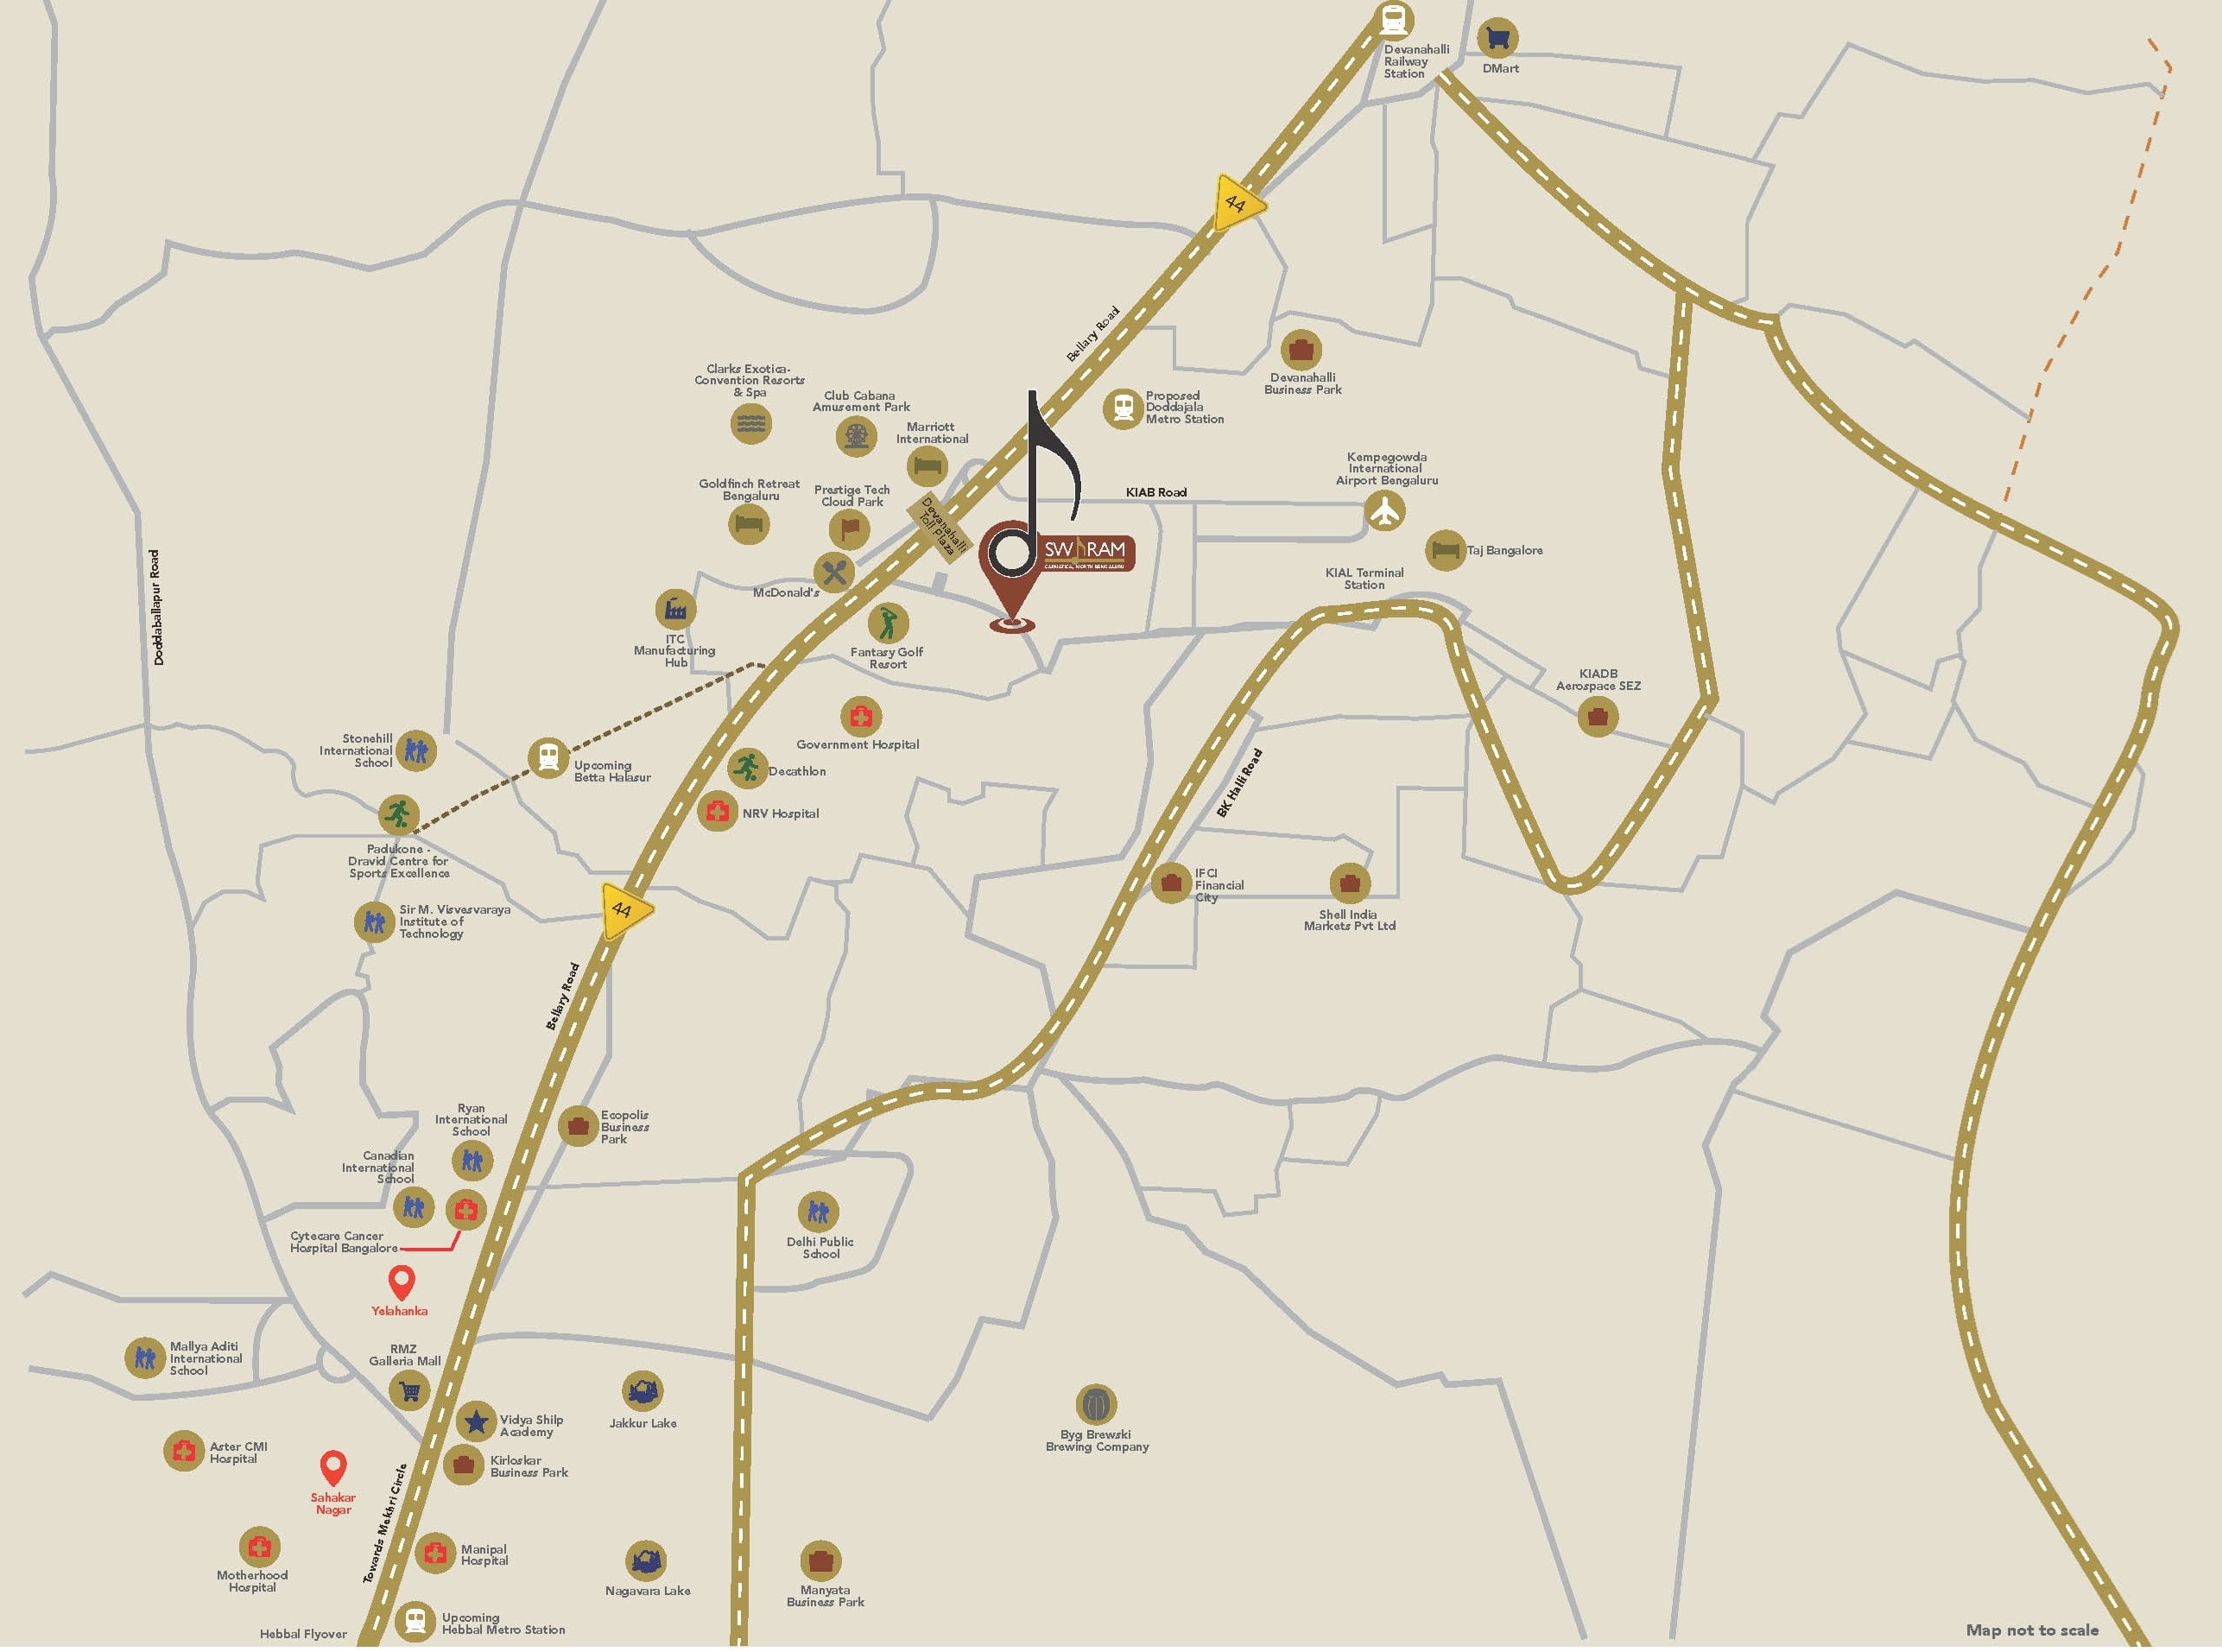 Devanahalli
Railway
Station
DMart
44
Bellary Road
Devanahalli
Business Park
Clarks Exotica-
Convention Resorts
& Spa
Club Cabana
Amusement Park
Marriott
International
Proposed
Doddajala
Metro Station
Goldfinch Retreat
Bengaluru
Prestige Tech
Cloud Park
Devanahalli
Toll Plaza
KIAB Road
Kempegowda
International
Airport Bengaluru
SWARAM
Taj Bangalore
KIAL Terminal
Station
McDonald's
Doddaballapur Road
ITC
Manufacturing
Hub
Fantasy Golf
Resort
KIADB
Aerospace SEZ
Government Hospital
Stonehill
International
School
Upcoming
Betta Halasur
Decathlon
NRV Hospital
BK Halli Road
Padukone -
Dravid Centre for
Sports Excellence
IFCI
Financial
City
Shell India
Markets Pvt Ltd
Sir M. Visvesvaraya
Institute of
Technology
44
Bellary Road
Ryan
International
School
Ecopolis
Business
Park
Canadian
International
School
Cytecare Cancer
Hospital Bangalore
Delhi Public
School
Yelahanka
Mallya Aditi
International
School
RMZ
Galleria Mall
Vidya Shilp
Academy
Jakkur Lake
Byg Brewski
Brewing Company
Aster CMI
Hospital
Kirloskar
Business Park
Sahakar
Nagar
Towards Mekhri Circle
Motherhood
Hospital
Manipal
Hospital
Nagavara Lake
Manyata
Business Park
Upcoming
Hebbal Metro Station
Hebbal Flyover
Map not to scale